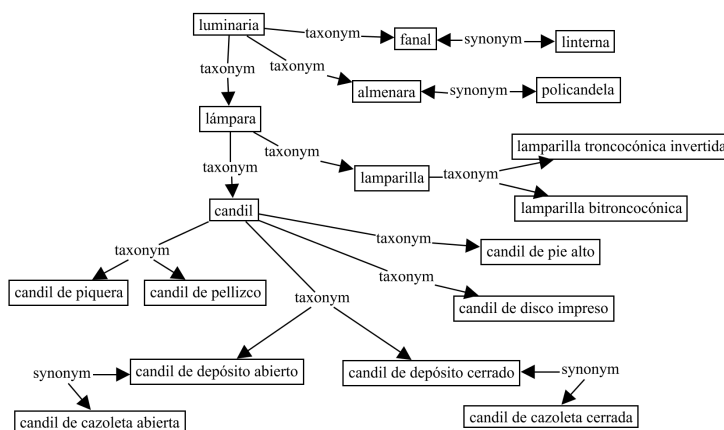 luminaria
taxonym
fanal
synonym
linterna
taxonym
taxonym
almenara
synonym
policandela
lámpara
taxonym
taxonym
lamparilla
taxonym
lamparilla troncocónica invertida
lamparilla bitroncocónica
candil
taxonym
taxonym
candil de pie alto
candil de piquera
candil de pellizco
taxonym
taxonym
candil de disco impreso
synonym
candil de depósito abierto
candil de depósito cerrado
synonym
candil de cazoleta abierta
candil de cazoleta cerrada